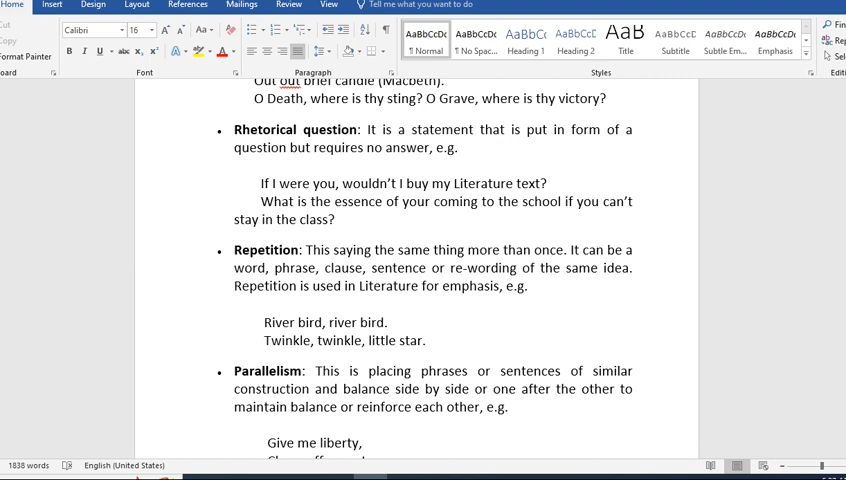 Home Insert Design Layout References Mailings Review View Tell me what you want to do
Cut
Copy
Format Painter
Calibri 16
B I U abc x₂ x²
AaBbCcDc AaBbCcDc AaBbCc AaBbCcD AaB AaBbCcD AaBbCcDc AaBbCcDc
¶ Normal ¶ No Spac... Heading 1 Heading 2 Title Subtitle Subtle Em... Emphasis
Font Paragraph Styles
Out out brief candle (Macbeth).
O Death, where is thy sting? O Grave, where is thy victory?
• Rhetorical question: It is a statement that is put in form of a
question but requires no answer, e.g.
If I were you, wouldn't I buy my Literature text?
What is the essence of your coming to the school if you can't
stay in the class?
• Repetition: This saying the same thing more than once. It can be a
word, phrase, clause, sentence or re-wording of the same idea.
Repetition is used in Literature for emphasis, e.g.
River bird, river bird.
Twinkle, twinkle, little star.
• Parallelism: This is placing phrases or sentences of similar
construction and balance side by side or one after the other to
maintain balance or reinforce each other, e.g.
Give me liberty,
1838 words English (United States)